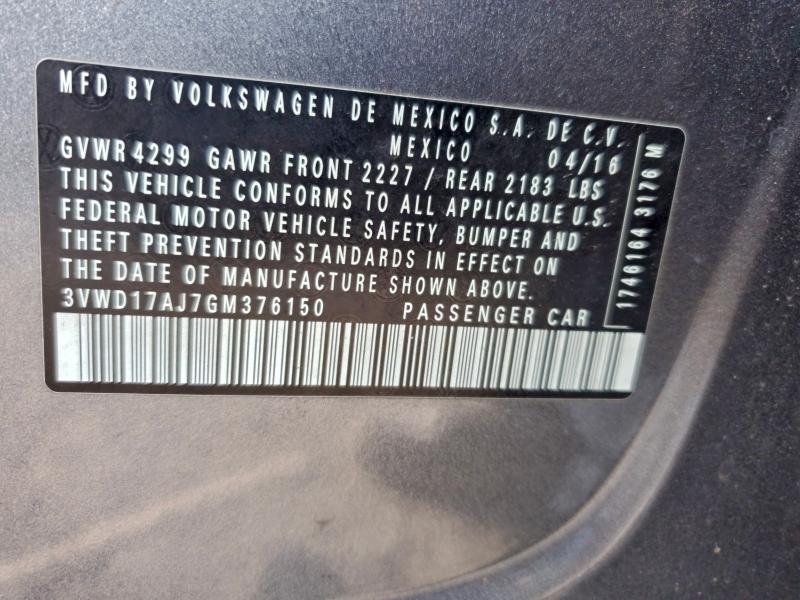 MFD BY VOLKSWAGEN DE MEXICO S.A. DE C.V.
MEXICO 04/16
GVWR 4299 GAWR FRONT 2227 / REAR 2183 LBS
THIS VEHICLE CONFORMS TO ALL APPLICABLE U.S.
FEDERAL MOTOR VEHICLE SAFETY, BUMPER AND
THEFT PREVENTION STANDARDS IN EFFECT ON
THE DATE OF MANUFACTURE SHOWN ABOVE.
3VWD17AJ7GM376150 PASSENGER CAR
1746164 3176 M